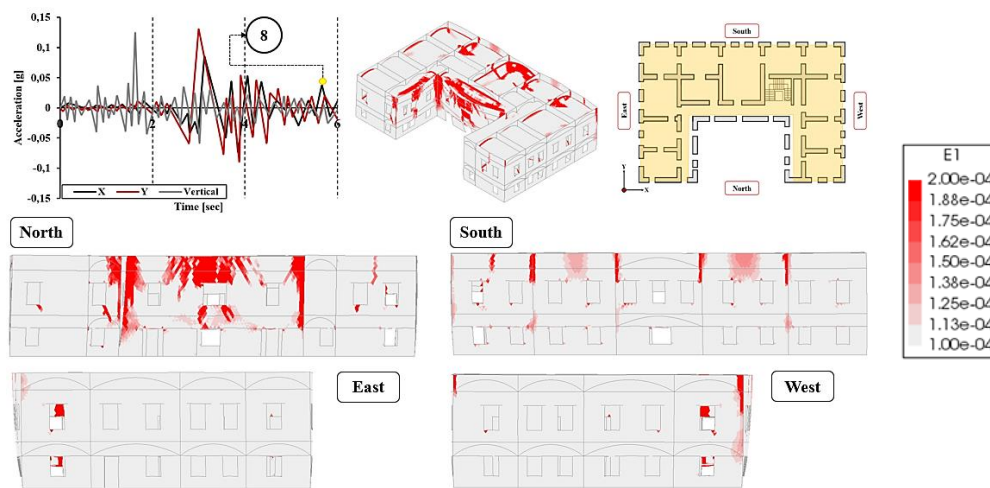 0,15
0,1
0,05
0
-0,05
-0,1
-0,15
Acceleration [g]
0
2
4
6
8
X Y Vertical
Time [sec]
South
East
West
North
Y
X
E1
2.00e-04
1.88e-04
1.75e-04
1.62e-04
1.50e-04
1.38e-04
1.25e-04
1.13e-04
1.00e-04
North
South
East
West